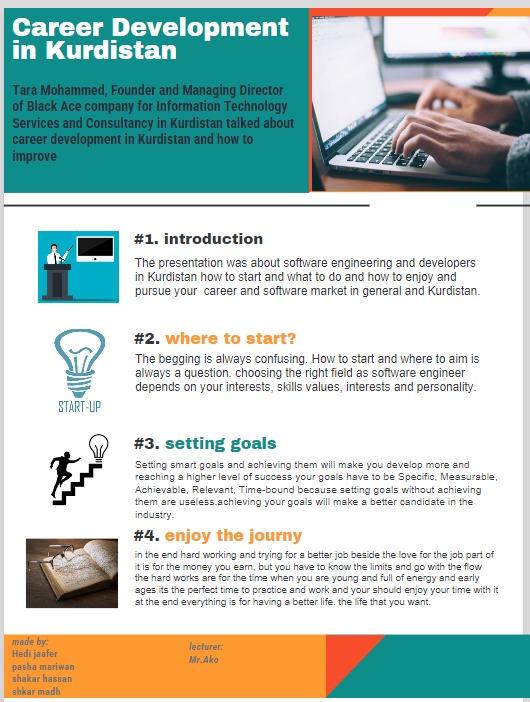 Career Development
in Kurdistan
Tara Mohammed, Founder and Managing Director
of Black Ace company for Information Technology
Services and Consultancy in Kurdistan talked about
career development in Kurdistan and how to
improve
#1. introduction
The presentation was about software engineering and developers
in Kurdistan how to start and what to do and how to enjoy and
pursue your career and software market in general and Kurdistan.
#2. where to start?
The begging is always confusing. How to start and where to aim is
always a question. choosing the right field as software engineer
depends on your interests, skills values, interests and personality.
START-UP
#3. setting goals
Setting smart goals and achieving them will make you develop more and
reaching a higher level of success your goals have to be Specific, Measurable,
Achievable, Relevant, Time-bound because setting goals without achieving
them are useless.achieving your goals will make a better candidate in the
industry.
#4. enjoy the journy
in the end hard working and trying for a better job beside the love for the job part of
it is for the money you earn, but you have to know the limits and go with the flow
the hard works are for the time when you are young and full of energy and early
ages its the perfect time to practice and work and your should enjoy your time with it
at the end everything is for having a better life. the life that you want.
made by:
Hedi jaafer
pasha mariwan
shakar hassan
shkar madh
lecturer:
Mr.Ako